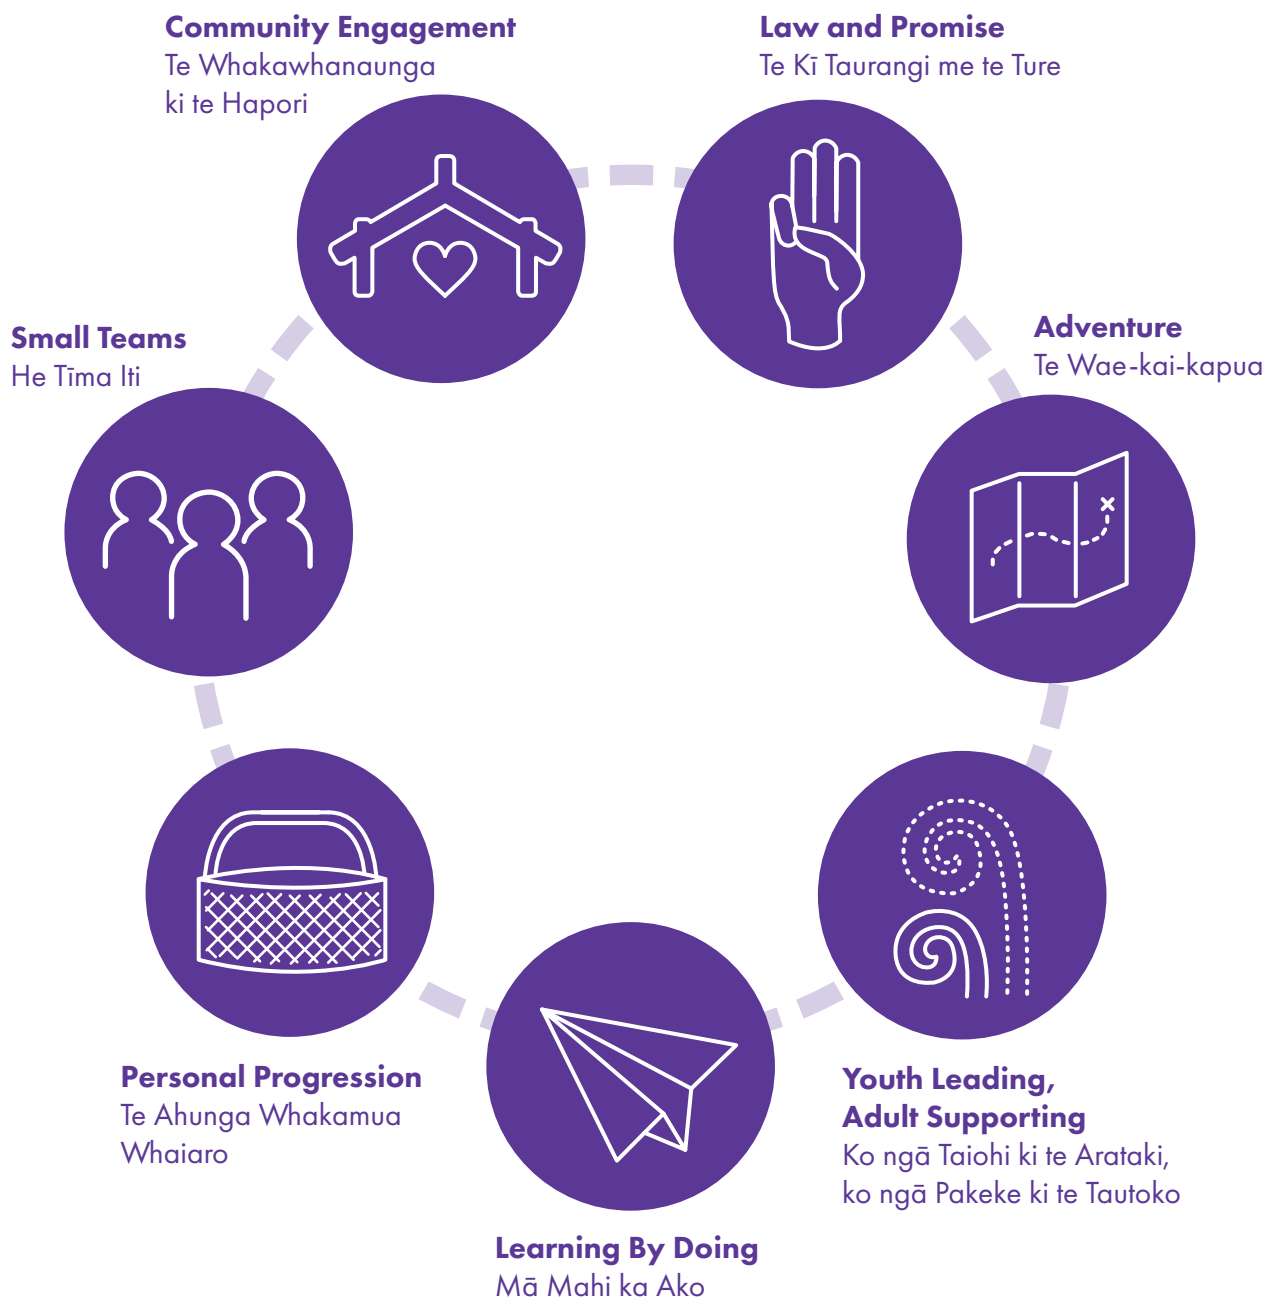 Community Engagement
Te Whakawhanaunga
ki te Hapori
Law and Promise
Te Kī Taurangi me te Ture
Adventure
Te Wae-kai-kapua
Small Teams
He Tīma Iti
Personal Progression
Te Ahunga Whakamua
Whaiaro
Youth Leading,
Adult Supporting
Ko ngā Taiohi ki te Arataki,
ko ngā Pakeke ki te Tautoko
Learning By Doing
Mā Mahi ka Ako